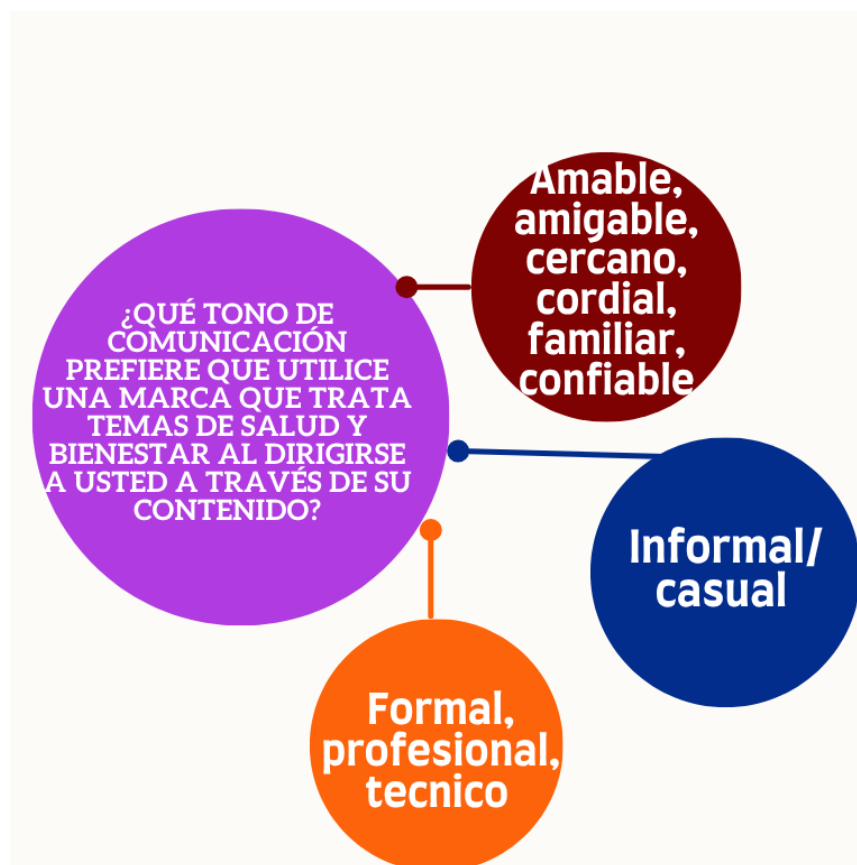 ¿QUÉ TONO DE
COMUNICACIÓN
PREFIERE QUE UTILICE
UNA MARCA QUE TRATA
TEMAS DE SALUD Y
BIENESTAR AL DIRIGIRSE
A USTED A TRAVÉS DE SU
CONTENIDO?
Amable,
amigable,
cercano,
cordial,
familiar,
confiable
Informal/
casual
Formal,
profesional,
tecnico